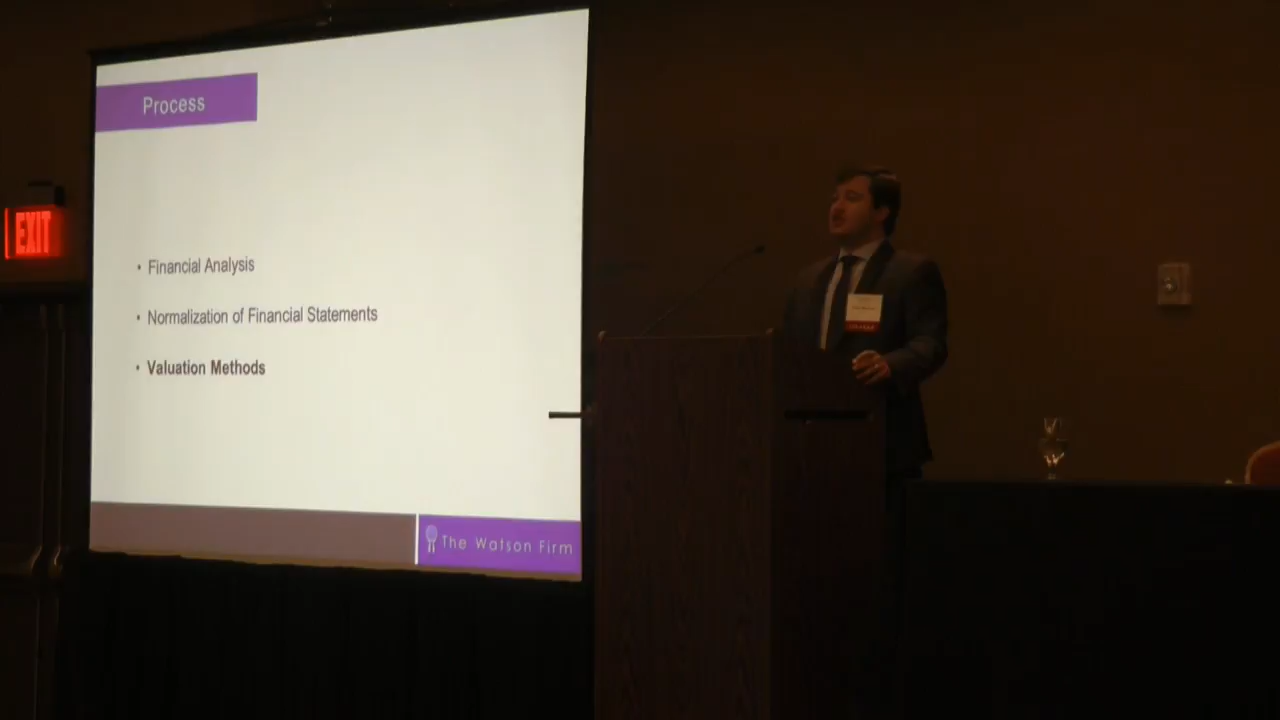 Process
EXIT
• Financial Analysis
• Normalization of Financial Statements
• Valuation Methods
The Watson Firm